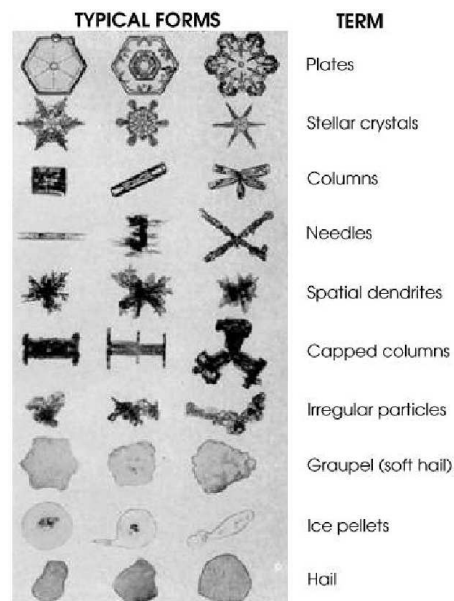 TYPICAL FORMS TERM
Plates
Stellar crystals
Columns
Needles
Spatial dendrites
Capped columns
Irregular particles
Graupel (soft hail)
Ice pellets
Hail